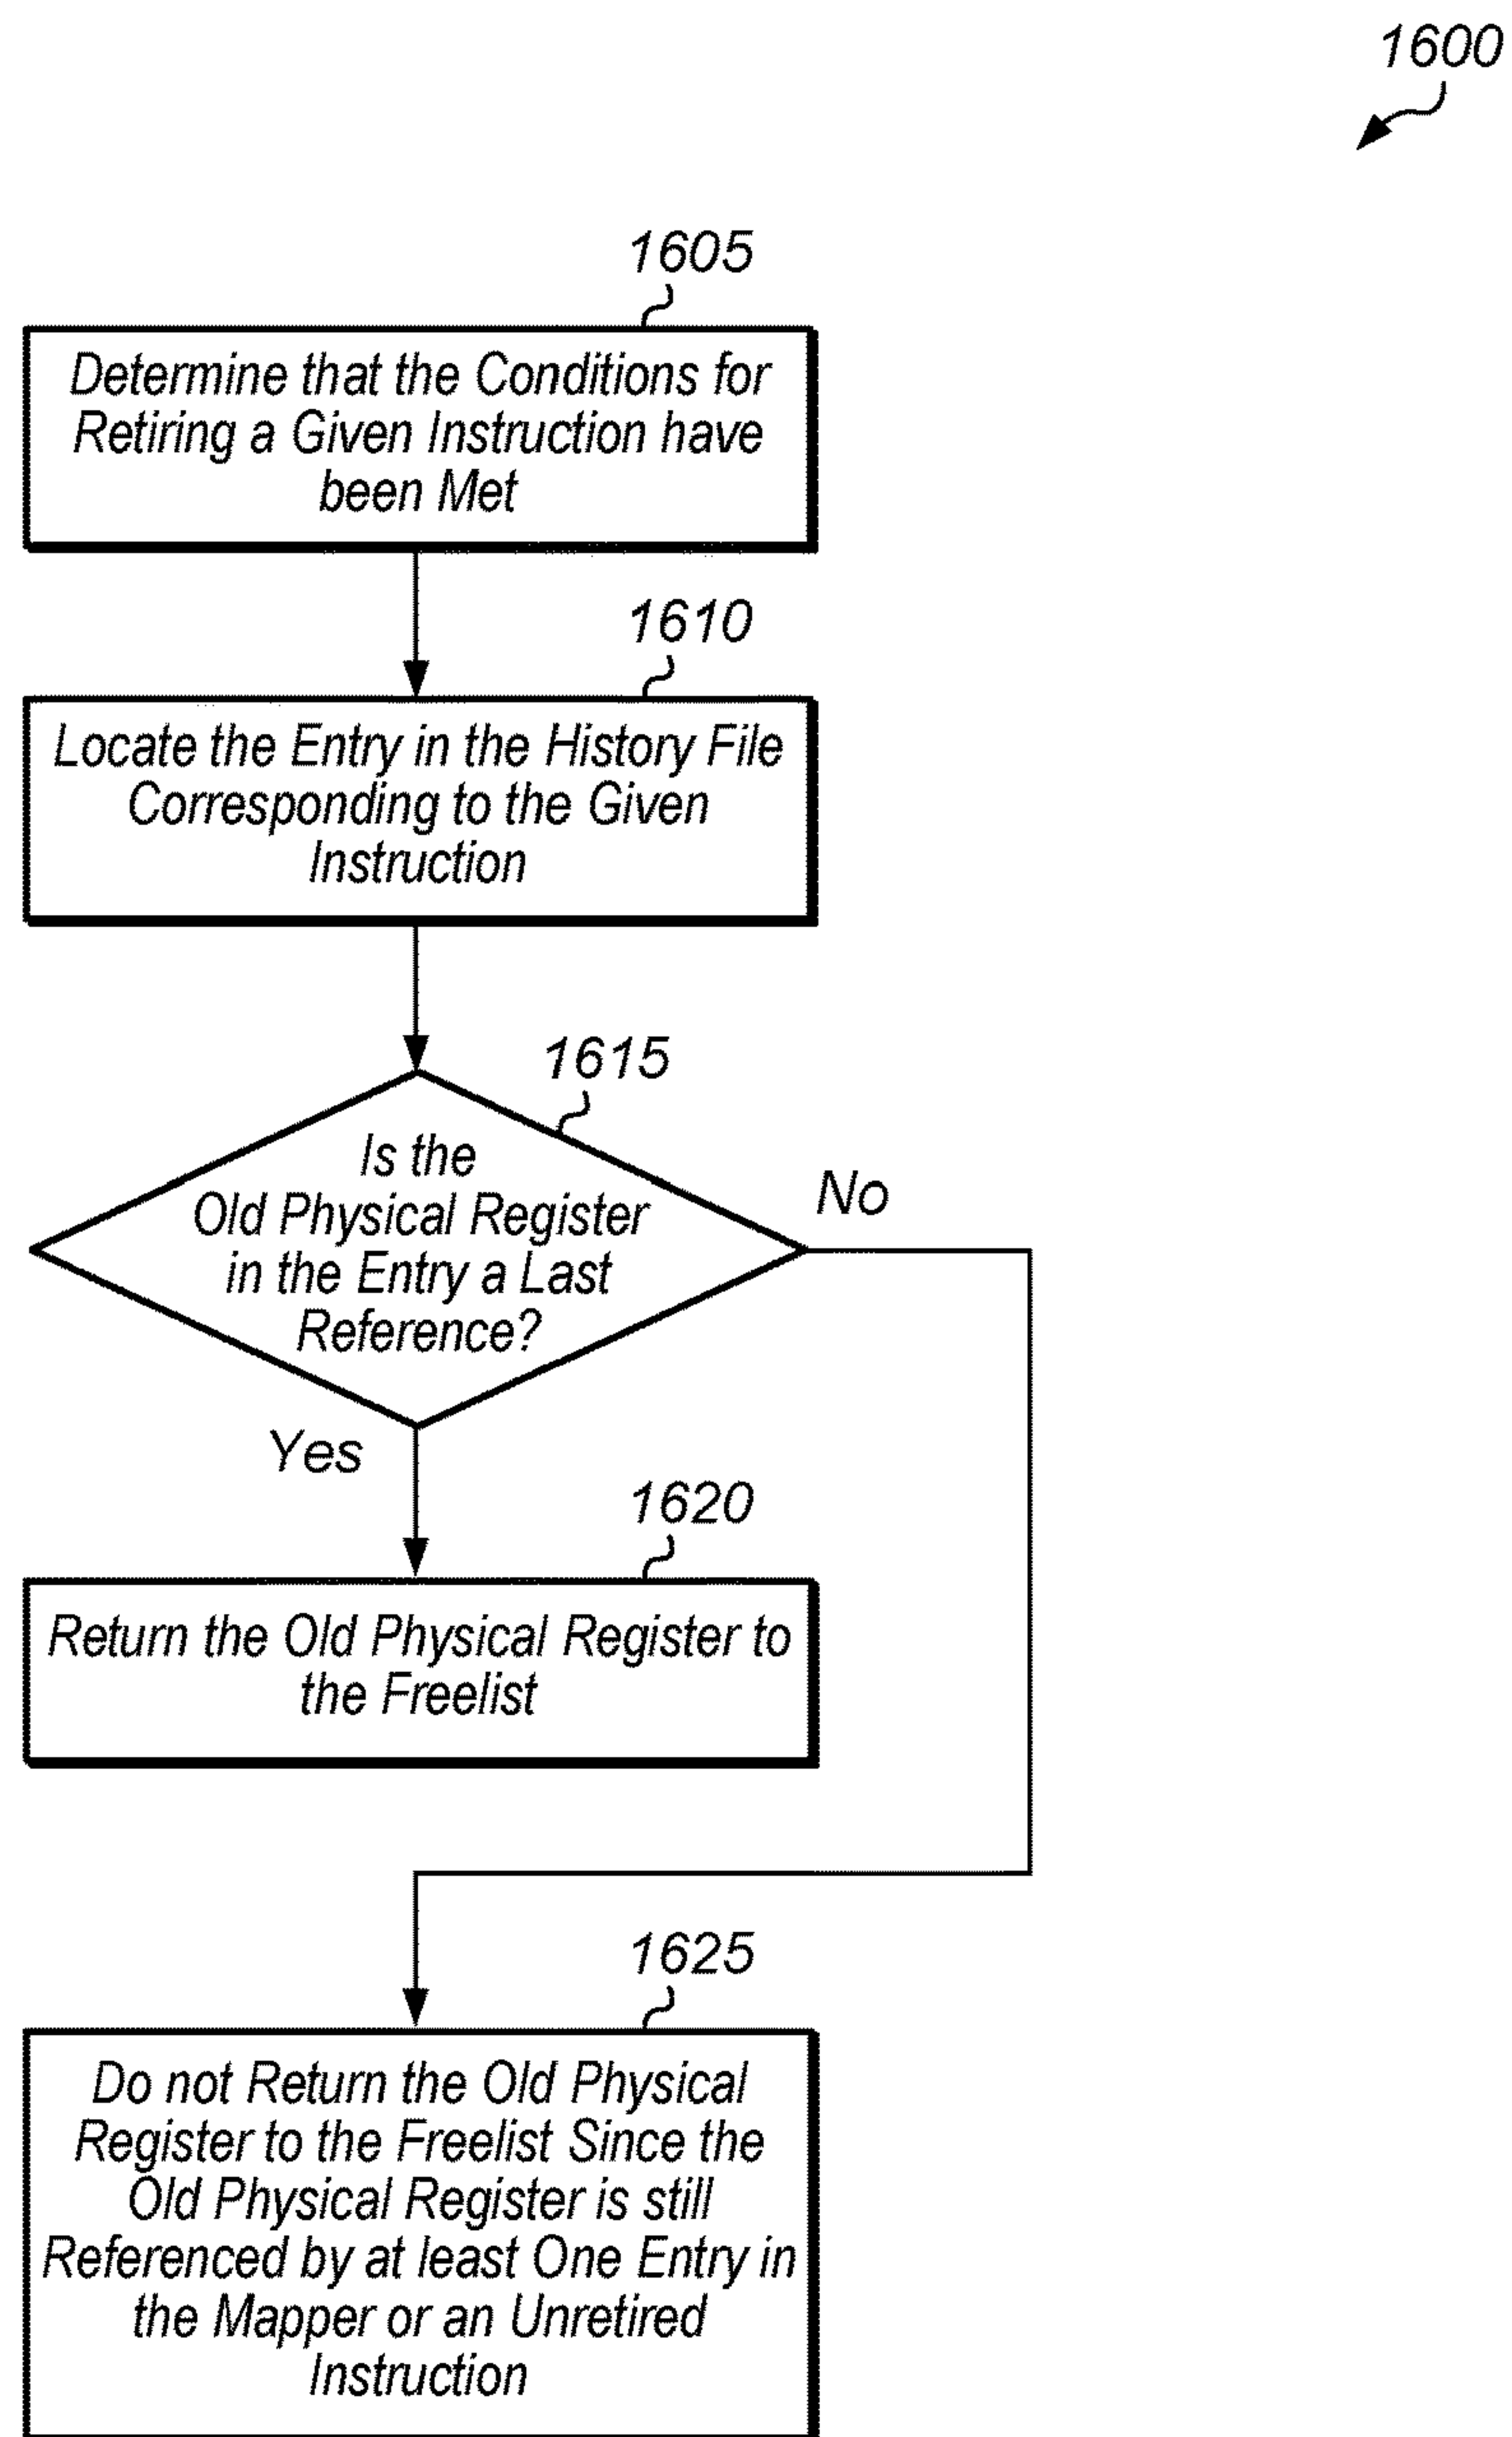 1600
1605
Determine that the Conditions for
Retiring a Given Instruction have
been Met
1610
Locate the Entry in the History File
Corresponding to the Given
Instruction
1615
Is the
Old Physical Register
in the Entry a Last
Reference?
No
Yes
1620
Return the Old Physical Register to
the Freelist
1625
Do not Return the Old Physical
Register to the Freelist Since the
Old Physical Register is still
Referenced by at least One Entry in
the Mapper or an Unretired
Instruction